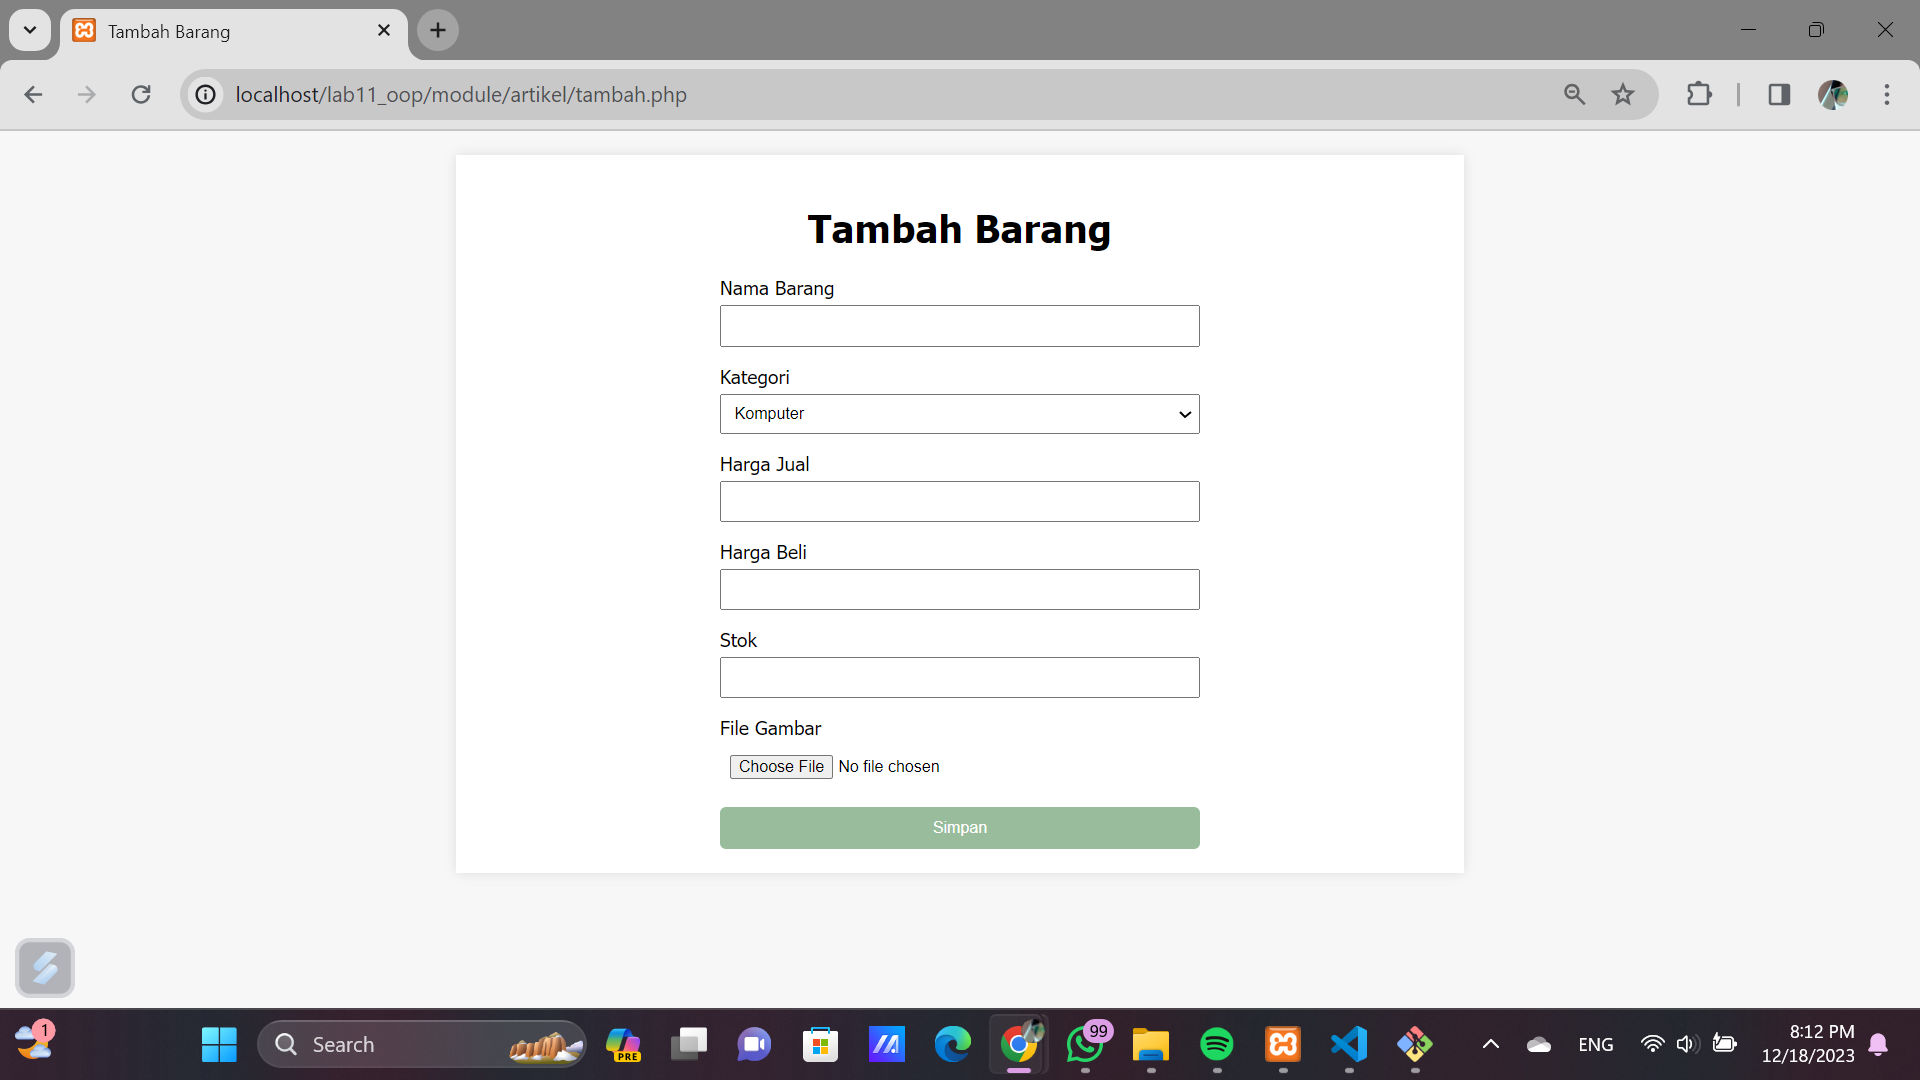 Tambah Barang
localhost/lab11_oop/module/artikel/tambah.php
Tambah Barang
Nama Barang
Kategori
Komputer
Harga Jual
Harga Beli
Stok
File Gambar
Choose File No file chosen
Simpan
1
Search
PRE
99
ENG
8:12 PM
12/18/2023